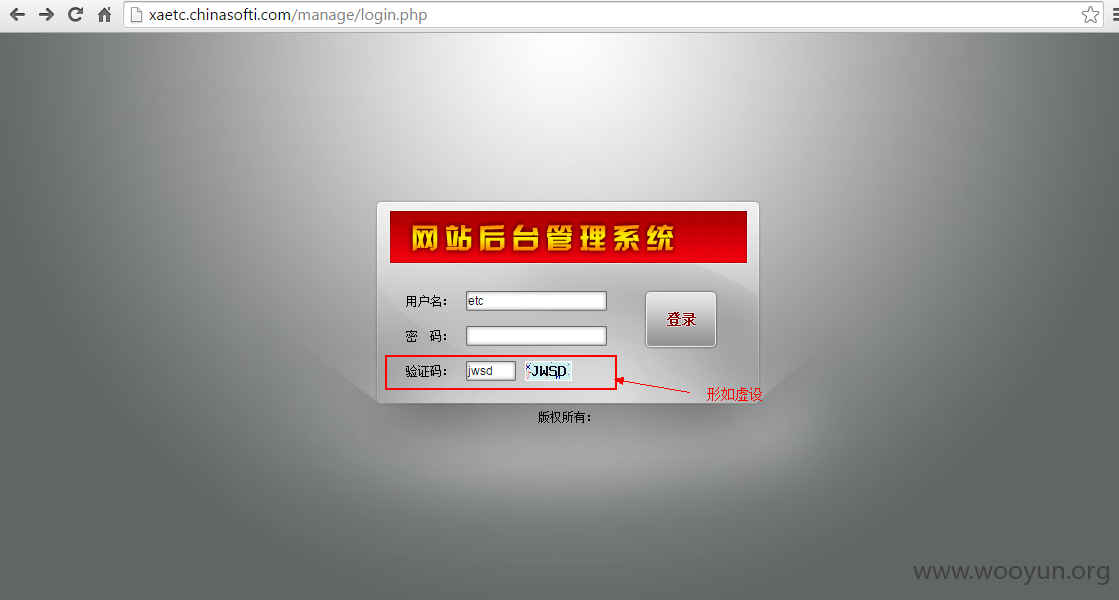 xaetc.chinasofti.com/manage/login.php
网站后台管理系统
用户名： etc
登录
密 码：
验证码： jwsd JWSD
形如虚设
版权所有：
www.wooyun.org